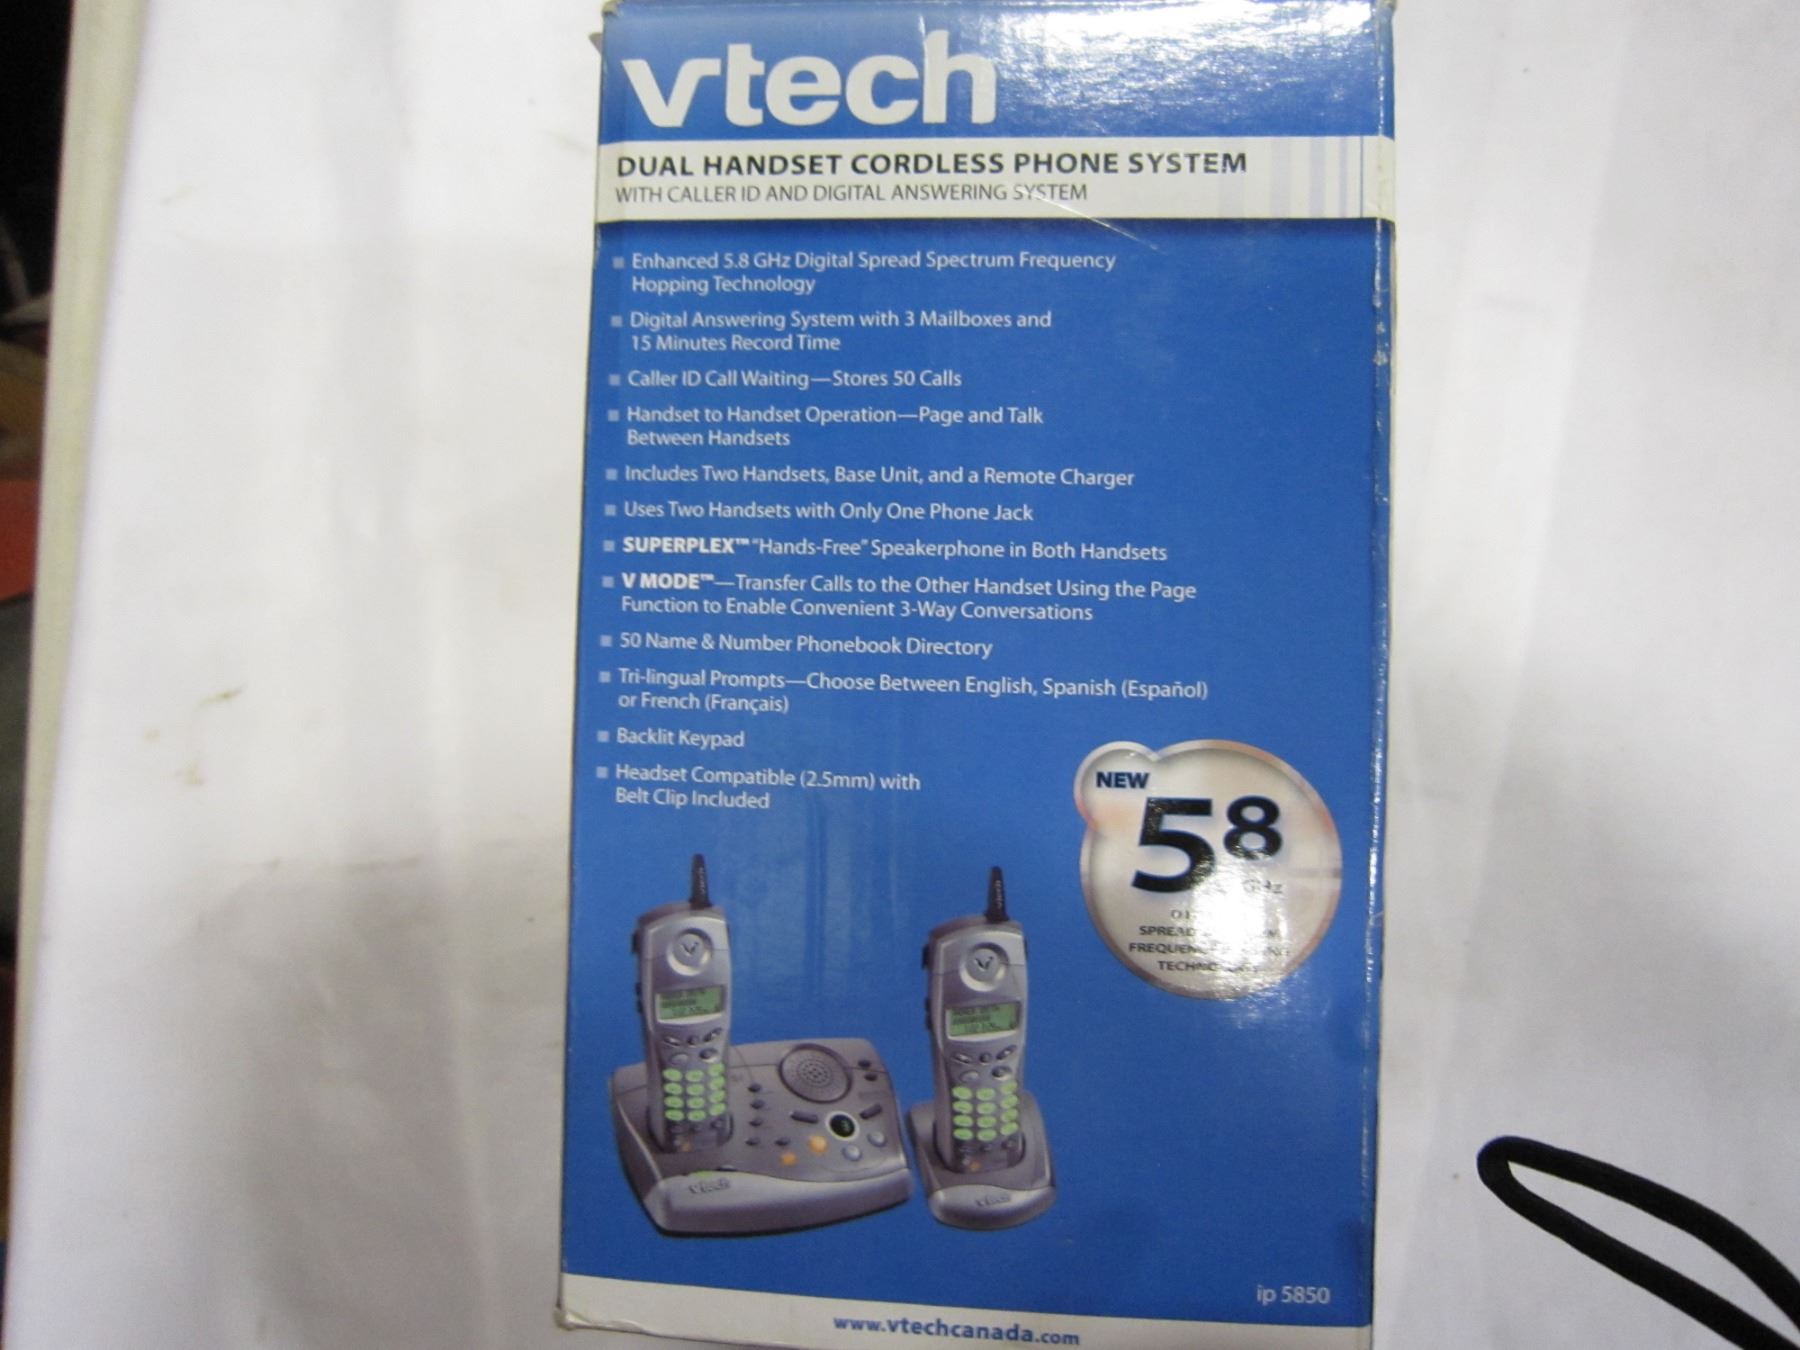 vtech
DUAL HANDSET CORDLESS PHONE SYSTEM
WITH CALLER ID AND DIGITAL ANSWERING SYSTEM
Enhanced 5.8 GHz Digital Spread Spectrum Frequency
Hopping Technology
Digital Answering System with 3 Mailboxes and
15 Minutes Record Time
Caller ID Call Waiting—Stores 50 Calls
Handset to Handset Operation—Page and Talk
Between Handsets
Includes Two Handsets, Base Unit, and a Remote Charger
Uses Two Handsets with Only One Phone Jack
SUPERPLEX™ "Hands-Free" Speakerphone in Both Handsets
V MODE™—Transfer Calls to the Other Handset Using the Page
Function to Enable Convenient 3-Way Conversations
50 Name & Number Phonebook Directory
Tri-lingual Prompts—Choose Between English, Spanish (Español)
or French (Français)
Backlit Keypad
Headset Compatible (2.5mm) with
Belt Clip Included
NEW
58
GHz
vtech
vtech
ip 5850
www.vtechcanada.com